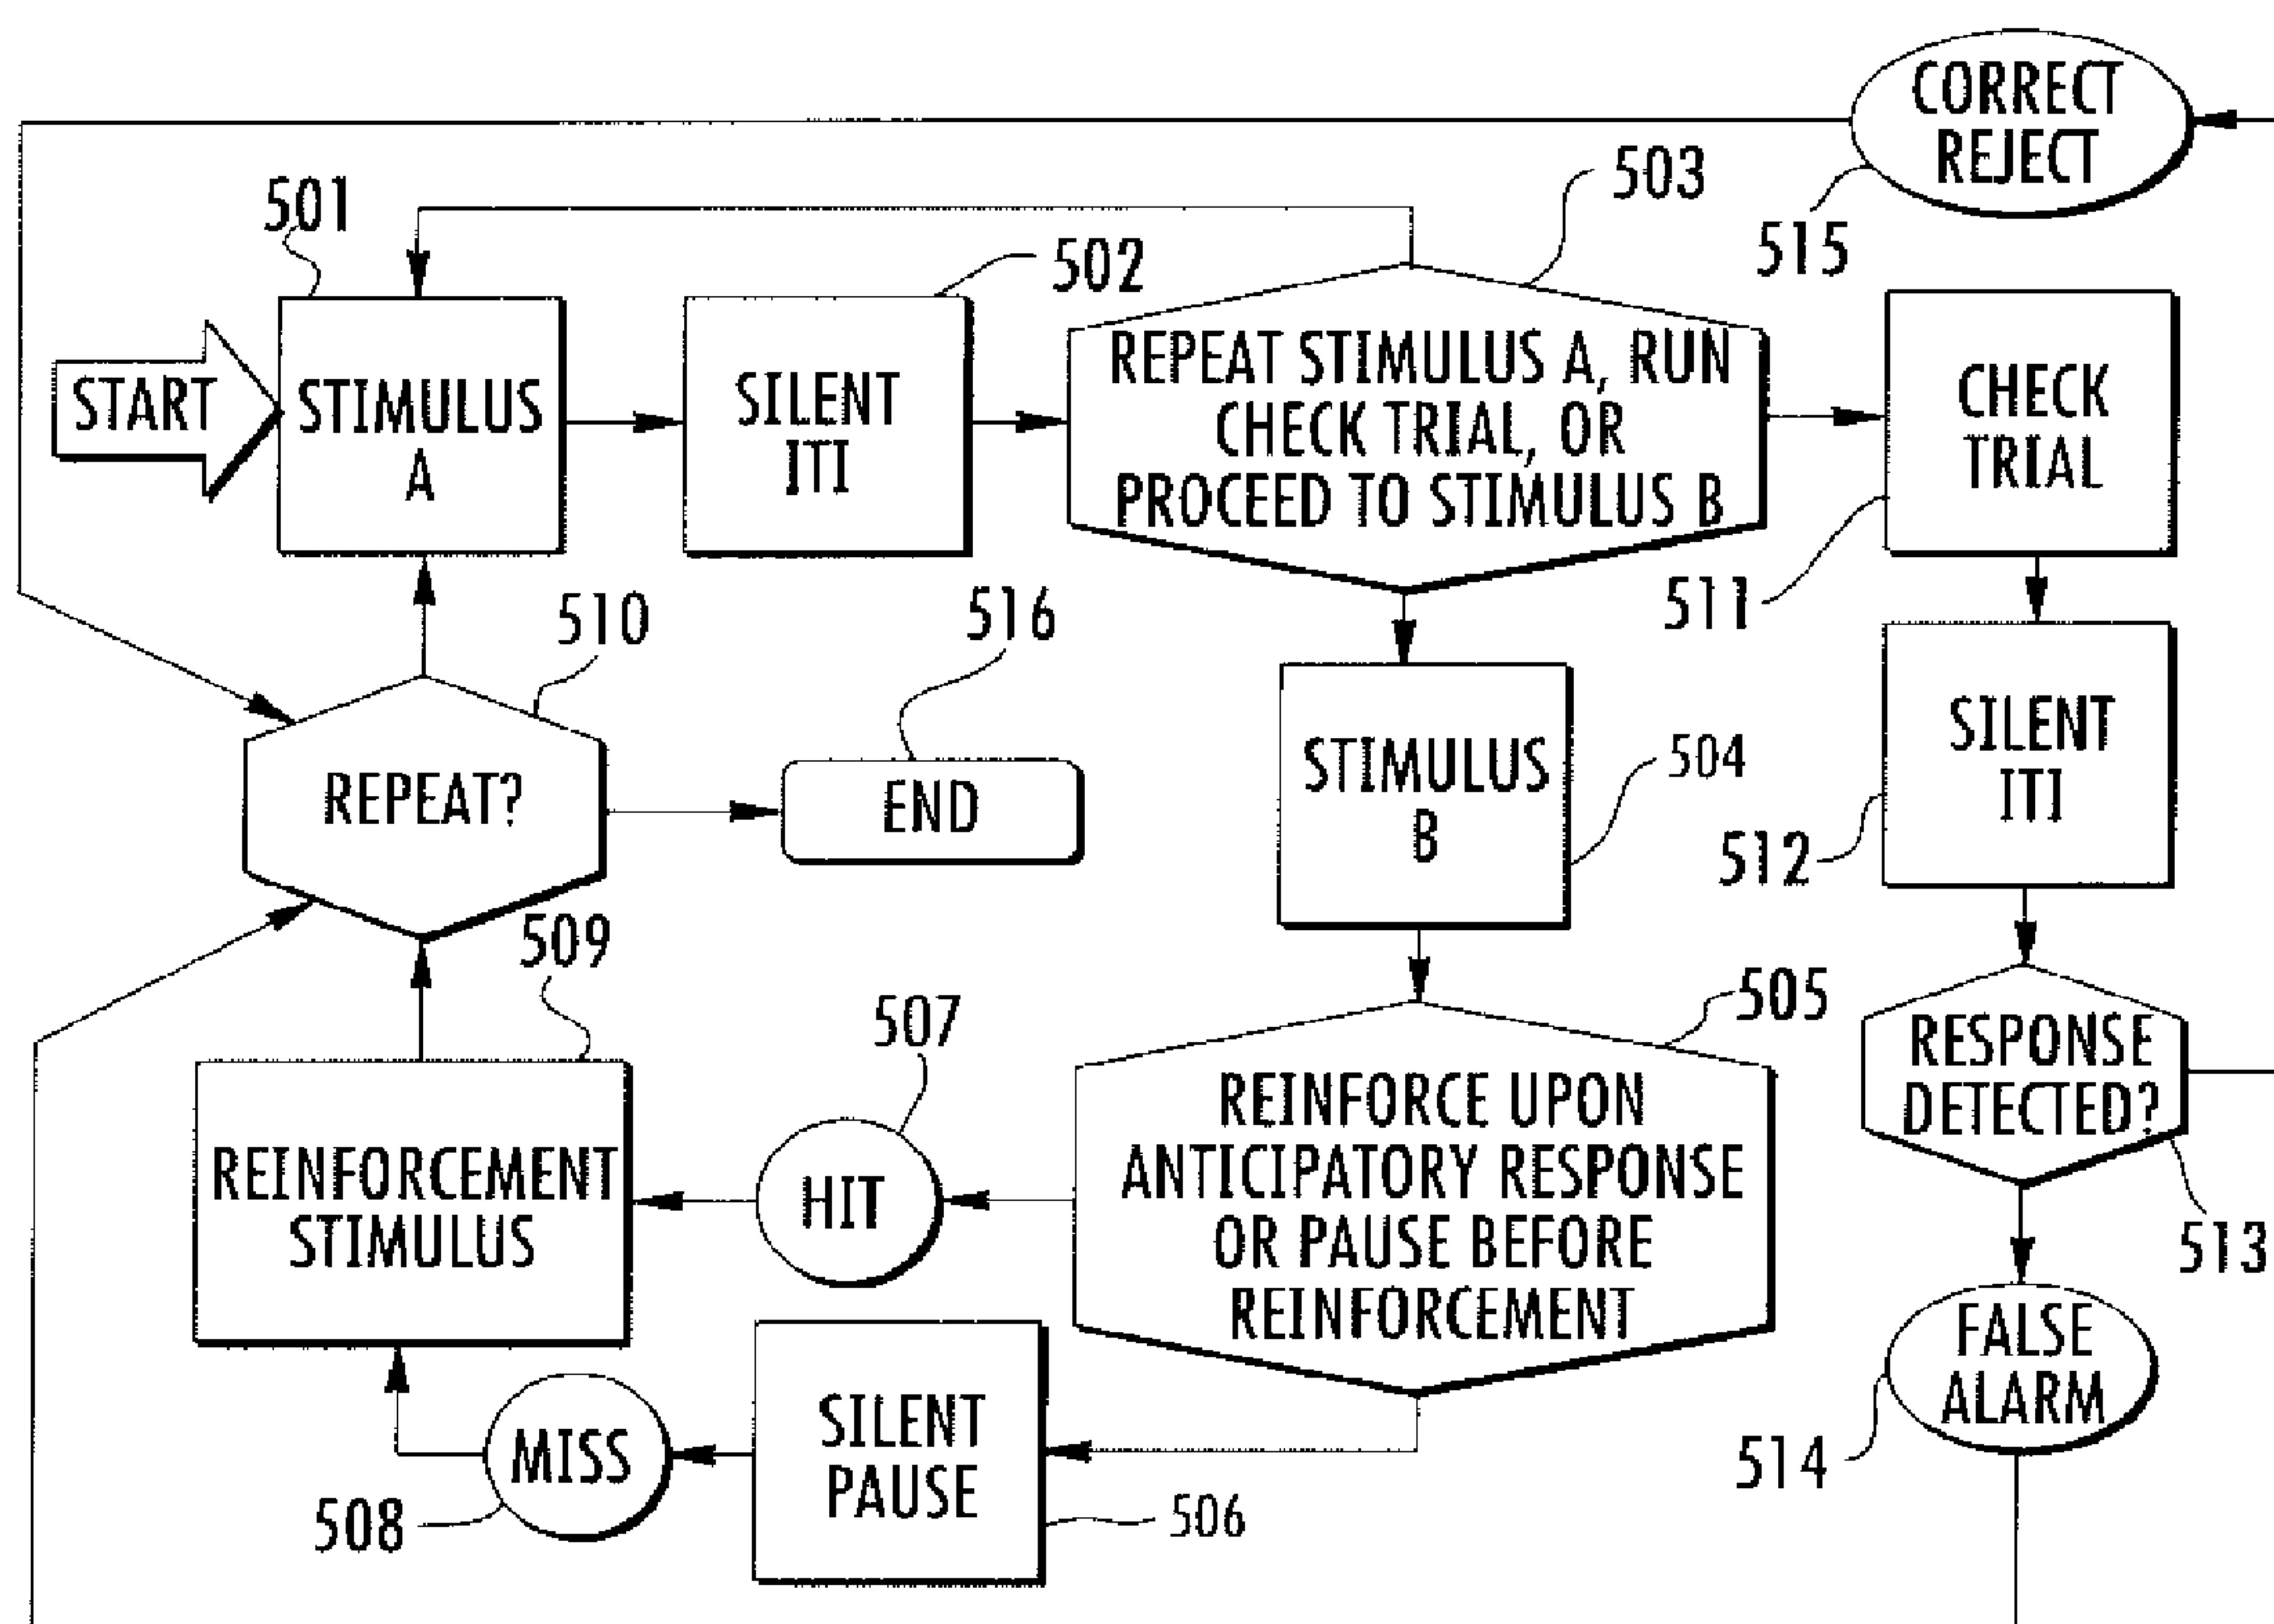 CORRECT
REJECT
515
503
501
502
START
STIMULUS
A
SILENT
ITI
REPEAT STIMULUS A, RUN
CHECK TRIAL, OR
PROCEED TO STIMULUS B
CHECK
TRIAL
511
510
516
REPEAT?
END
STIMULUS
B
504
SILENT
ITI
512
509
507
505
REINFORCEMENT
STIMULUS
HIT
REINFORCE UPON
ANTICIPATORY RESPONSE
OR PAUSE BEFORE
REINFORCEMENT
RESPONSE
DETECTED?
513
MISS
508
SILENT
PAUSE
506
FALSE
ALARM
514